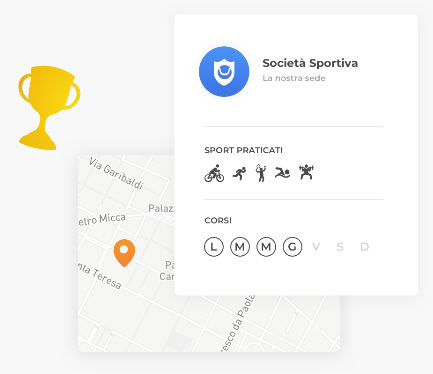 Società Sportiva
La nostra sede
SPORT PRATICATI
CORSI
L M M G V S D
Via Garibaldi
etro Micca
Palaz
nta Teresa
Pa
Car
esco da Paola